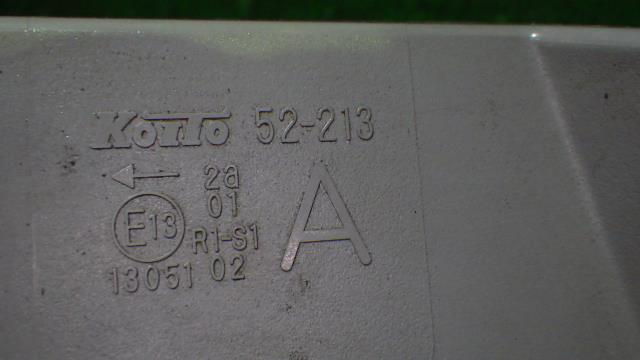 KOITO 52-213
← 2a
01
E13 R1-S1
13051 02
A